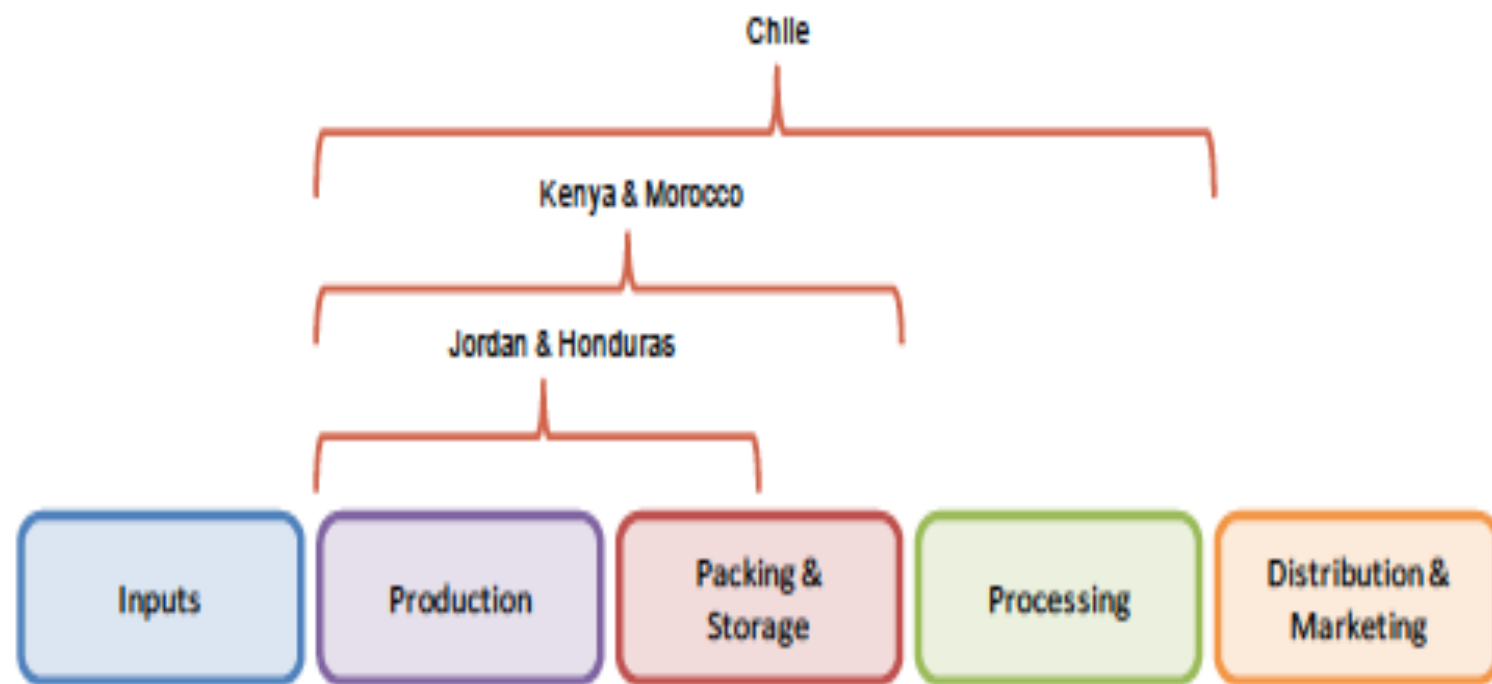 Chile
Kenya & Morocco
Jordan & Honduras
Inputs
Production
Packing &
Storage
Processing
Distribution &
Marketing